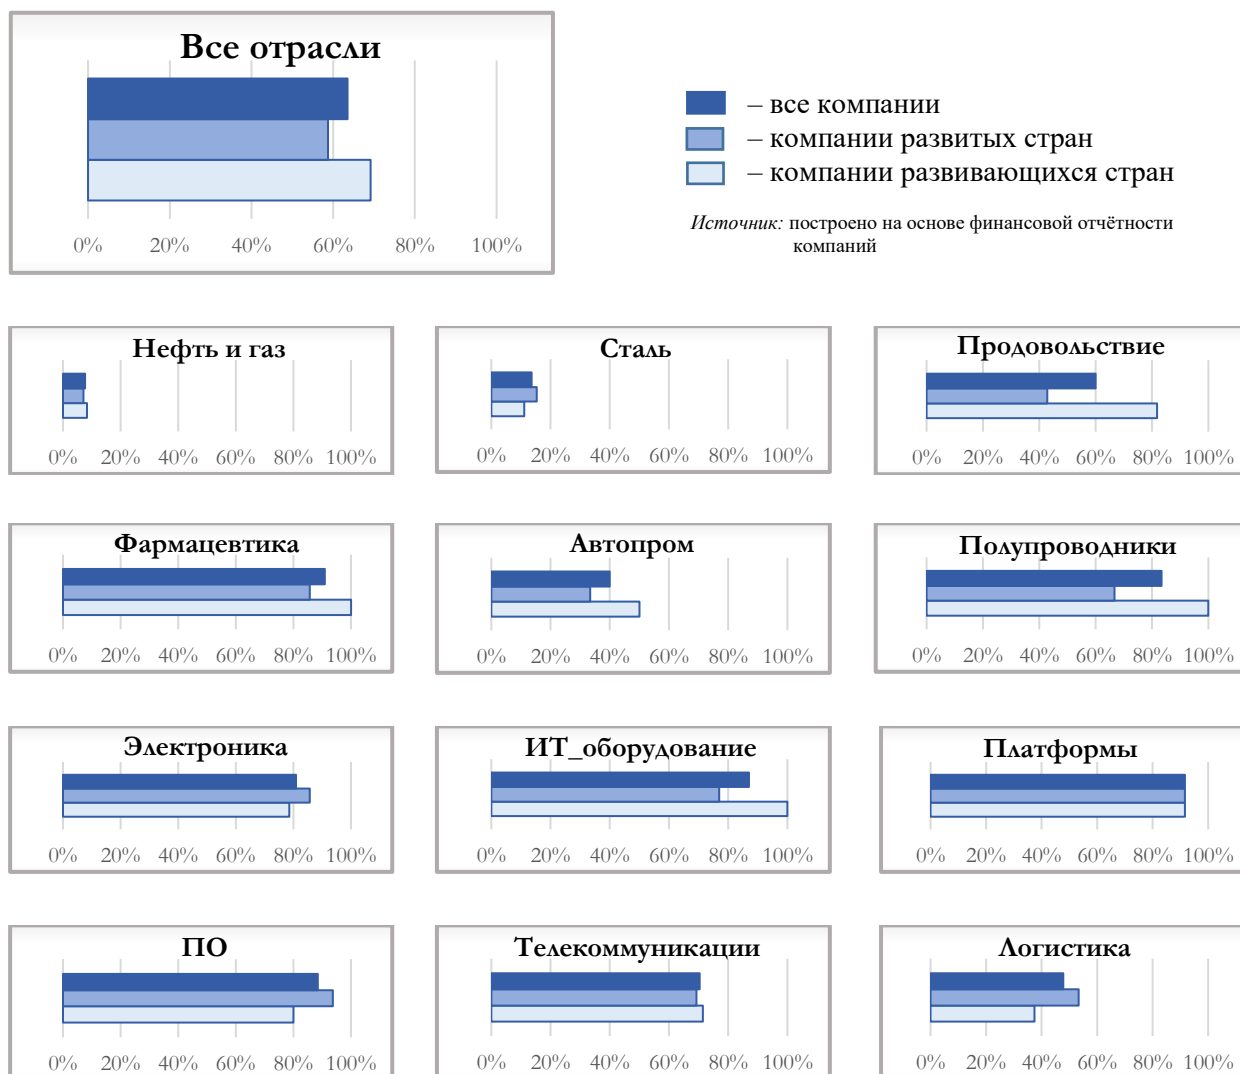 Все отрасли
0% 20% 40% 60% 80% 100%
– все компании
– компании развитых стран
– компании развивающихся стран
Источник: построено на основе финансовой отчётности
компаний
Нефть и газ
0% 20% 40% 60% 80% 100%
Сталь
0% 20% 40% 60% 80% 100%
Продовольствие
0% 20% 40% 60% 80% 100%
Фармацевтика
0% 20% 40% 60% 80% 100%
Автопром
0% 20% 40% 60% 80% 100%
Полупроводники
0% 20% 40% 60% 80% 100%
Электроника
0% 20% 40% 60% 80% 100%
ИТ_оборудование
0% 20% 40% 60% 80% 100%
Платформы
0% 20% 40% 60% 80% 100%
ПО
0% 20% 40% 60% 80% 100%
Телекоммуникации
0% 20% 40% 60% 80% 100%
Логистика
0% 20% 40% 60% 80% 100%